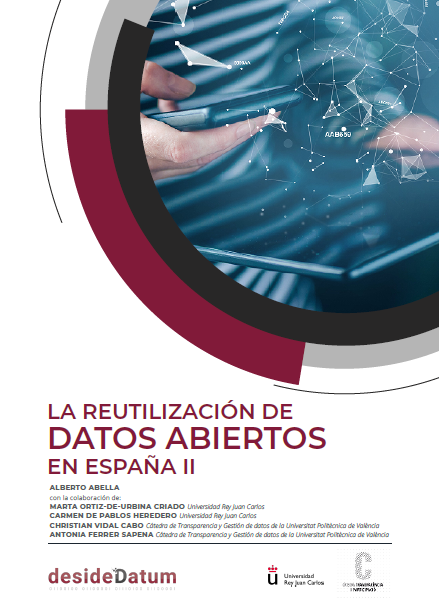 AAB650
LA REUTILIZACIÓN DE
DATOS ABIERTOS
EN ESPAÑA II
ALBERTO ABELLA
con la colaboración de:
MARTA ORTIZ-DE-URBINA CRIADO Universidad Rey Juan Carlos
CARMEN DE PABLOS HEREDERO Universidad Rey Juan Carlos
CHRISTIAN VIDAL CABO Cátedra de Transparencia y Gestión de datos de la Universitat Politècnica de València
ANTONIA FERRER SAPENA Cátedra de Transparencia y Gestión de datos de la Universitat Politècnica de València
desideDatum
Universidad
Rey Juan Carlos